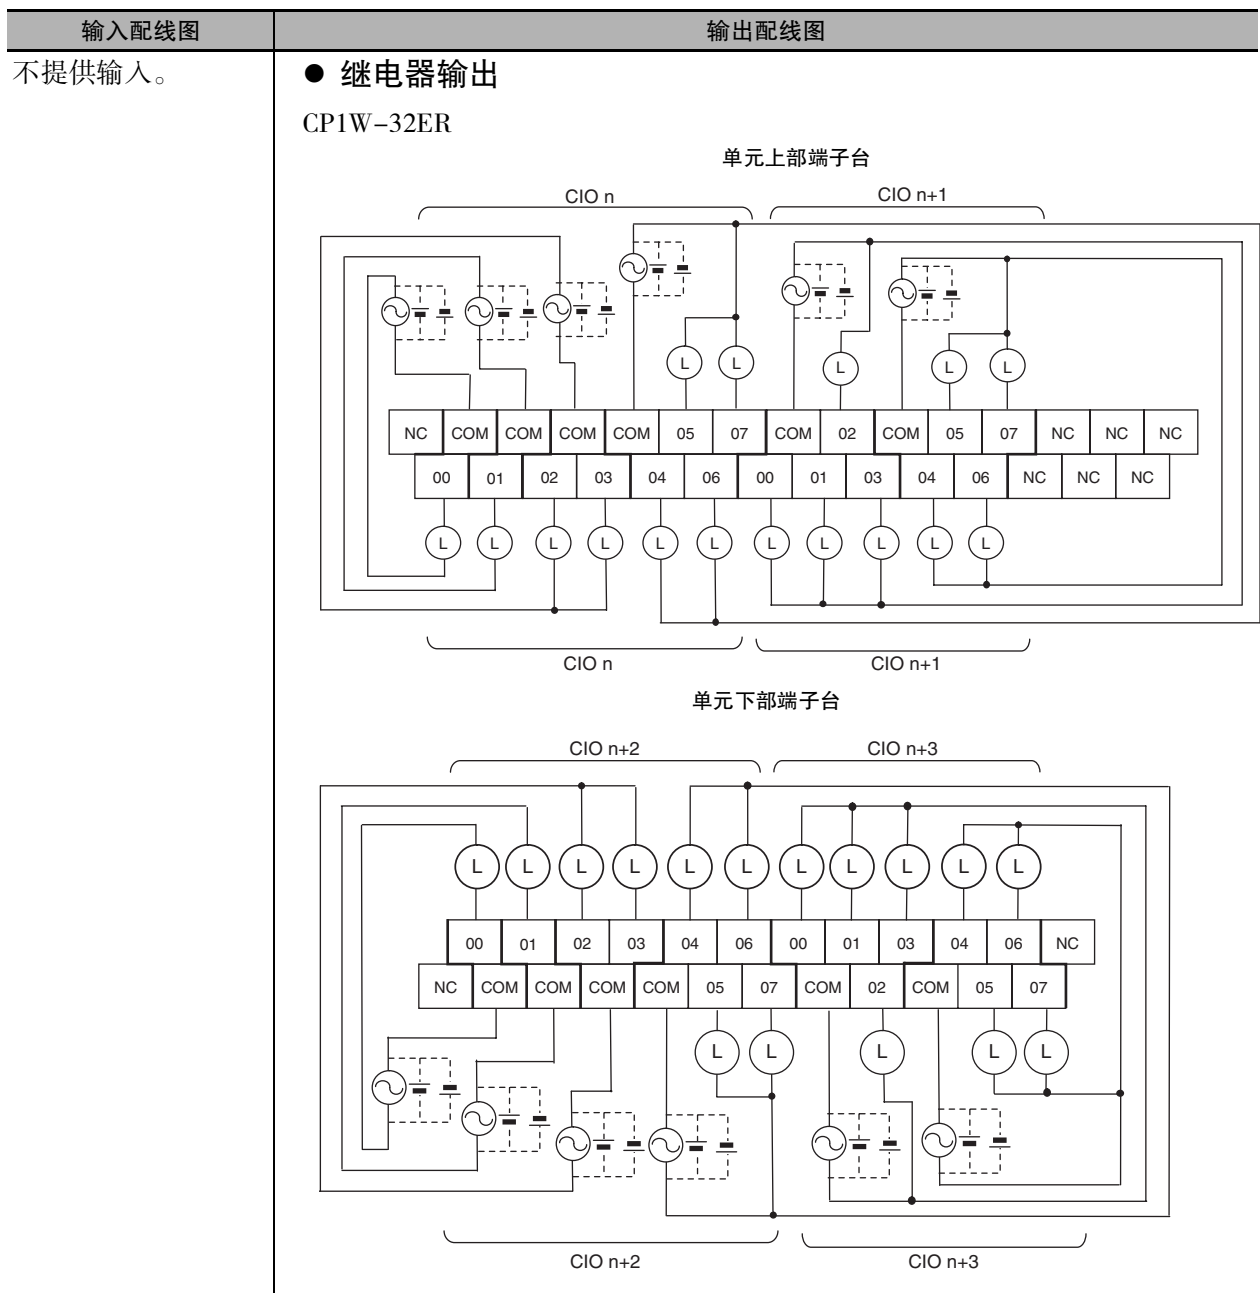 输入配线图 输出配线图
不提供输入。
● 继电器输出
CP1W-32ER
单元上部端子台
CIO n CIO n+1
L L L L L
NC COM COM COM COM 05 07 COM 02 COM 05 07 NC NC NC
00 01 02 03 04 06 00 01 03 04 06 NC NC NC
L L L L L L L L L L L
CIO n CIO n+1
单元下部端子台
CIO n+2 CIO n+3
L L L L L L L L L L L
00 01 02 03 04 06 00 01 03 04 06 NC
NC COM COM COM COM 05 07 COM 02 COM 05 07
L L L L L
CIO n+2 CIO n+3